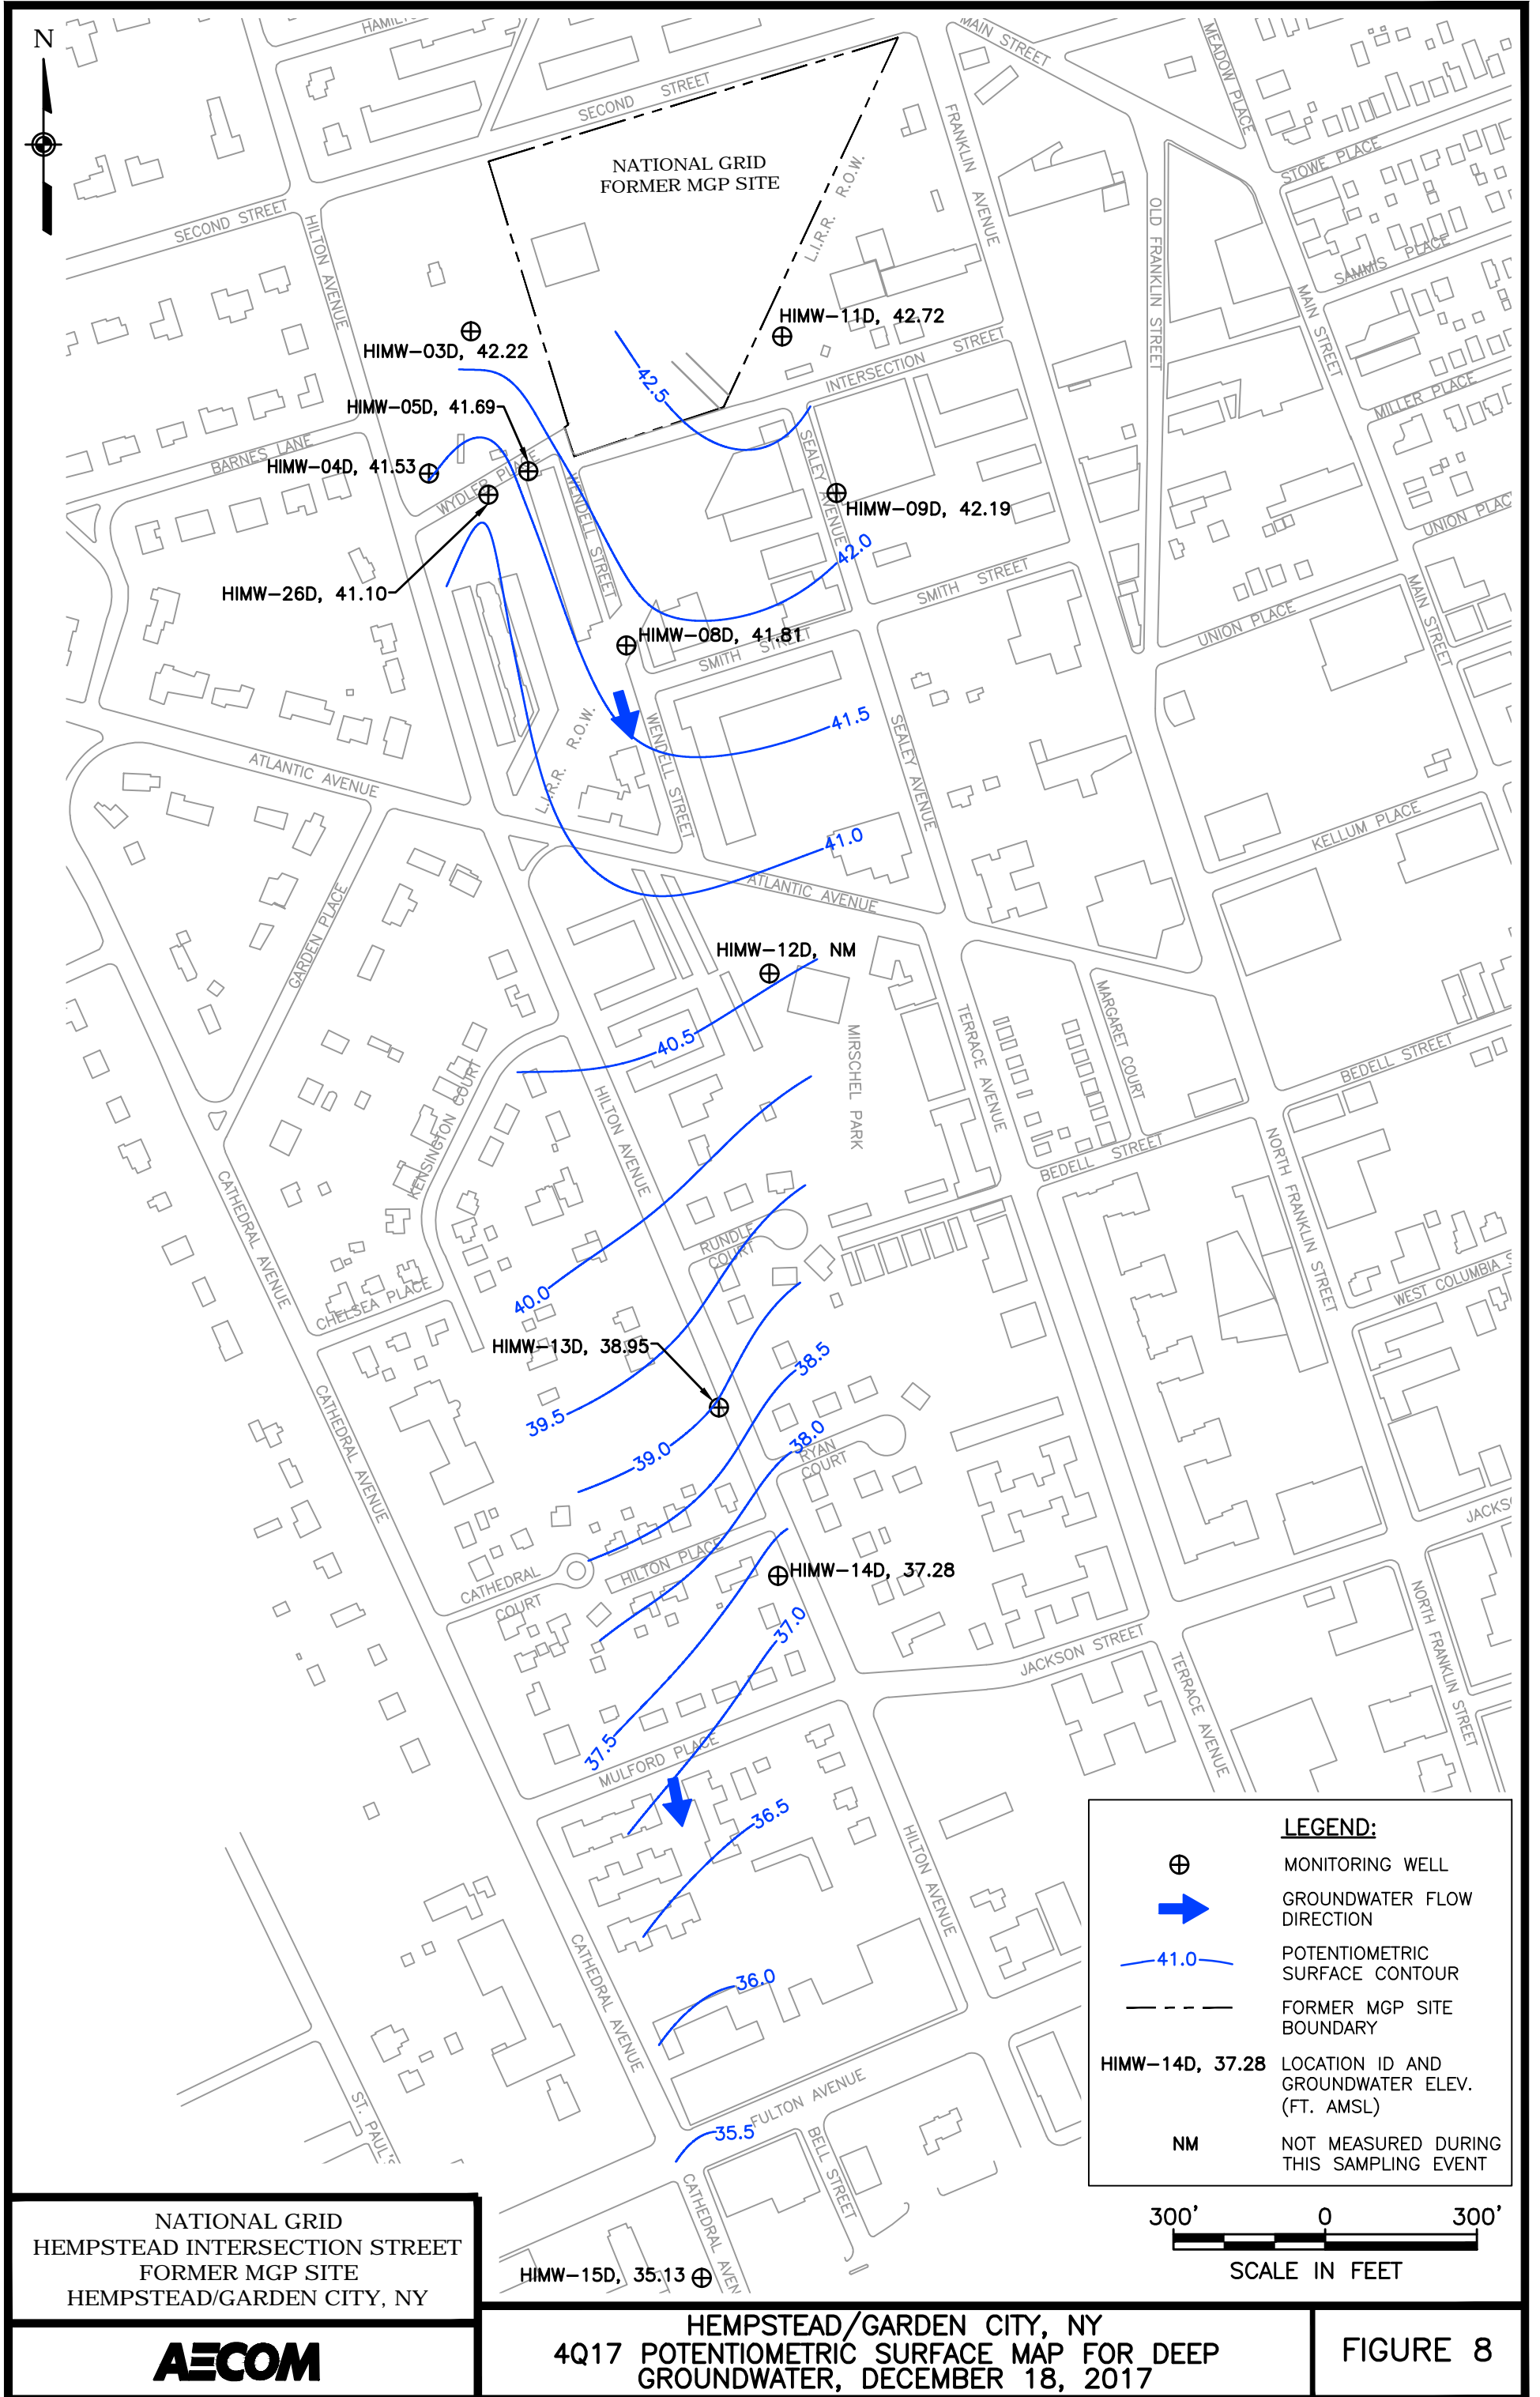 N
HAMIL
SECOND STREET
MAIN STREET
MEADOW PLACE
NATIONAL GRID
FORMER MGP SITE
L.I.R.R. R.O.W.
FRANKLIN AVENUE
STOWE PLACE
OLD FRANKLIN STREET
SECOND STREET
HILTON AVENUE
SAMMIS PLACE
MAIN STREET
HIMW-11D, 42.72
HIMW-03D, 42.22
INTERSECTION STREET
42.5
MILLER PLACE
HIMW-05D, 41.69
BARNES LANE
HIMW-04D, 41.53
WYDLER PLACE
WENDELL STREET
SEALEY AVENUE
HIMW-09D, 42.19
UNION PLAC
42.0
HIMW-26D, 41.10
SMITH STREET
MAIN STREET
UNION PLACE
HIMW-08D, 41.81
SMITH STREET
41.5
L.I.R.R. R.O.W.
WENDELL STREET
SEALEY AVENUE
ATLANTIC AVENUE
KELLUM PLACE
41.0
ATLANTIC AVENUE
GARDEN PLACE
HIMW-12D, NM
MARGARET COURT
TERRACE AVENUE
40.5
MIRSCHEL PARK
BEDELL STREET
KENSINGTON COURT
HILTON AVENUE
BEDELL STREET
NORTH FRANKLIN STREET
CATHEDRAL AVENUE
RUNDLE
COURT
WEST COLUMBIA S
40.0
CHELSEA PLACE
HIMW-13D, 38.95
38.5
CATHEDRAL AVENUE
39.5
38.0
39.0
RYAN
COURT
JACKS
HILTON PLACE
HIMW-14D, 37.28
CATHEDRAL
COURT
NORTH FRANKLIN STREET
37.0
JACKSON STREET
TERRACE AVENUE
37.5
MULFORD PLACE
36.5
HILTON AVENUE
CATHEDRAL AVENUE
36.0
FULTON AVENUE
ST. PAUL'S
35.5
BELL STREET
CATHEDRAL AVEN
HIMW-15D, 35.13
LEGEND:
MONITORING WELL
GROUNDWATER FLOW
DIRECTION
41.0
POTENTIOMETRIC
SURFACE CONTOUR
FORMER MGP SITE
BOUNDARY
HIMW-14D, 37.28
LOCATION ID AND
GROUNDWATER ELEV.
(FT. AMSL)
NM
NOT MEASURED DURING
THIS SAMPLING EVENT
300' 0 300'
SCALE IN FEET
NATIONAL GRID
HEMPSTEAD INTERSECTION STREET
FORMER MGP SITE
HEMPSTEAD/GARDEN CITY, NY
AECOM
HEMPSTEAD/GARDEN CITY, NY
4Q17 POTENTIOMETRIC SURFACE MAP FOR DEEP
GROUNDWATER, DECEMBER 18, 2017
FIGURE 8